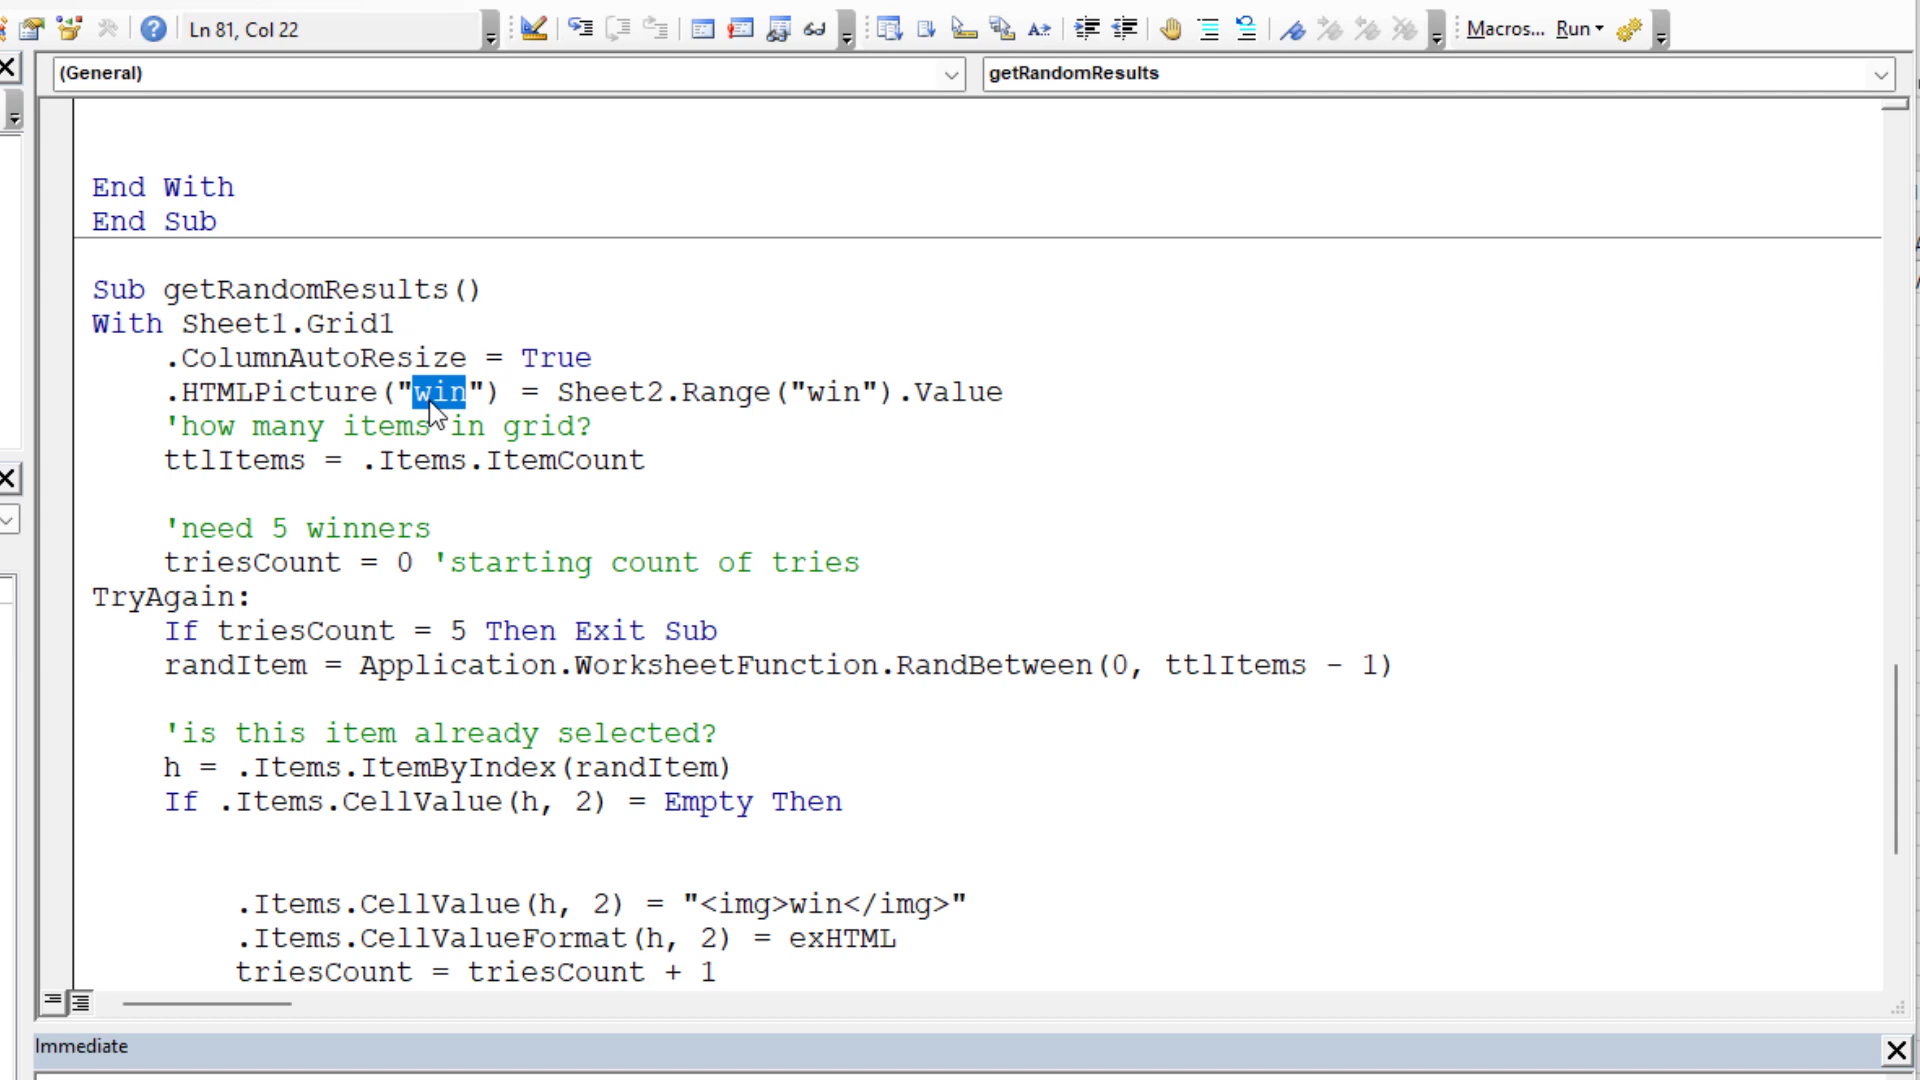 Ln 81, Col 22
Macros... Run
(General)
getRandomResults
End With
End Sub
Sub getRandomResults()
With Sheet1.Grid1
.ColumnAutoResize = True
.HTMLPicture("win") = Sheet2.Range("win").Value
'how many items in grid?
ttlItems = .Items.ItemCount
'need 5 winners
triesCount = 0 'starting count of tries
TryAgain:
If triesCount = 5 Then Exit Sub
randItem = Application.WorksheetFunction.RandBetween(0, ttlItems - 1)
'is this item already selected?
h = .Items.ItemByIndex(randItem)
If .Items.CellValue(h, 2) = Empty Then
.Items.CellValue(h, 2) = "<img>win</img>"
.Items.CellValueFormat(h, 2) = exHTML
triesCount = triesCount + 1
Immediate